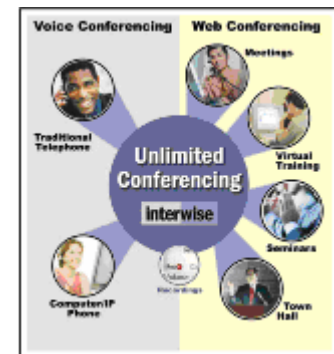 Voice Conferencing
Web Conferencing
Meetings
Traditional
Telephone
Virtual
Training
Unlimited
Conferencing
interwise
Seminars
Computer/IP
Phone
Recordings
Town
Hall